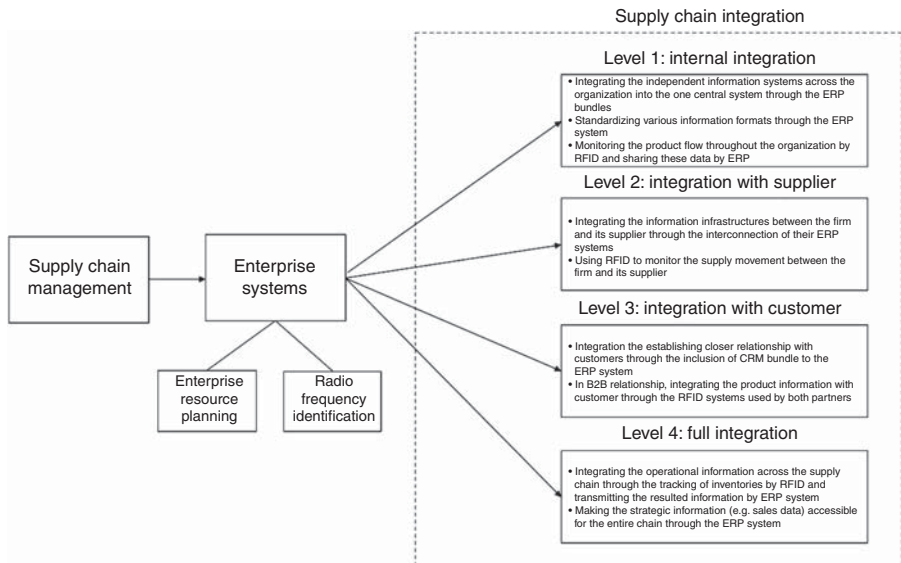 Supply chain integration
Supply chain
management
Enterprise
systems
Enterprise
resource
planning
Radio
frequency
identification
Level 1: internal integration
• Integrating the independent information systems across the
organization into the one central system through the ERP
bundles
• Standardizing various information formats through the ERP
system
• Monitoring the product flow throughout the organization by
RFID and sharing these data by ERP
Level 2: integration with supplier
• Integrating the information infrastructures between the firm
and its supplier through the interconnection of their ERP
systems
• Using RFID to monitor the supply movement between the
firm and its supplier
Level 3: integration with customer
• Integration the establishing closer relationship with
customers through the inclusion of CRM bundle to the
ERP system
• In B2B relationship, integrating the product information with
customer through the RFID systems used by both partners
Level 4: full integration
• Integrating the operational information across the supply
chain through the tracking of inventories by RFID and
transmitting the resulted information by ERP system
• Making the strategic information (e.g. sales data) accessible
for the entire chain through the ERP system